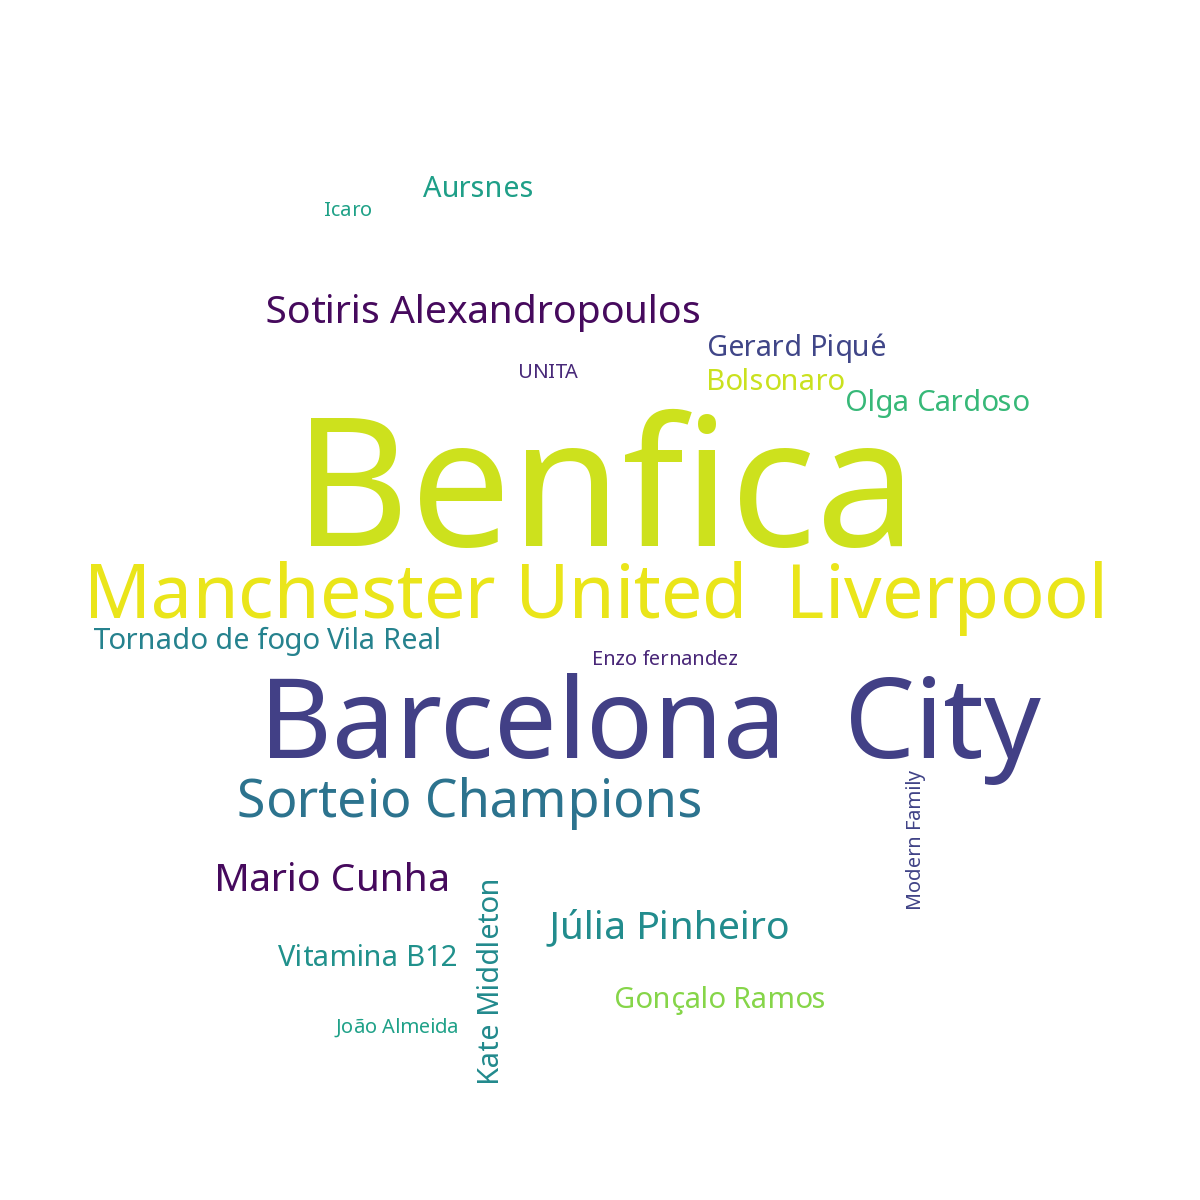 Aursnes
Icaro
Sotiris Alexandropoulos
Gerard Piqué
UNITA
Bolsonaro
Olga Cardoso
Benfica
Manchester United Liverpool
Tornado de fogo Vila Real
Enzo fernandez
Barcelona City
Sorteio Champions
Modern Family
Mario Cunha
Kate Middleton
Júlia Pinheiro
Vitamina B12
Gonçalo Ramos
João Almeida